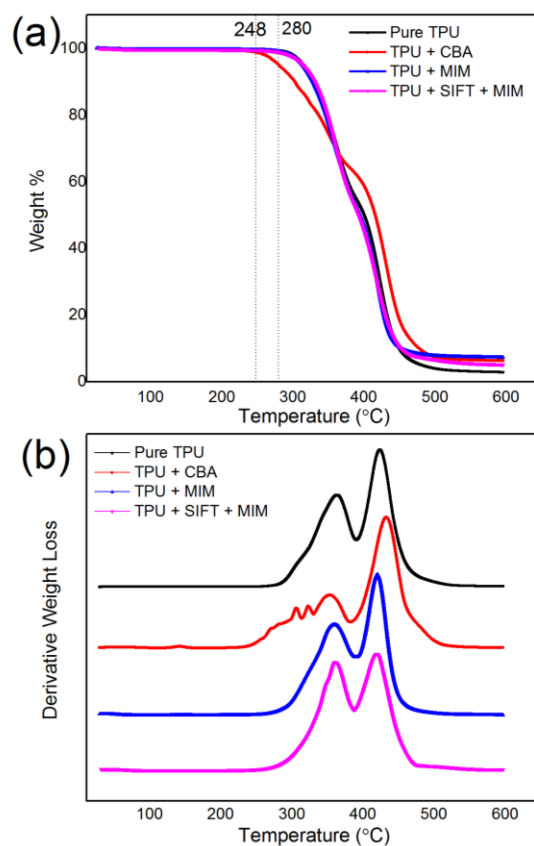 (a)
248 280
Pure TPU
TPU + CBA
TPU + MIM
TPU + SIFT + MIM
100
80
60
40
20
0
Weight %
100 200 300 400 500 600
Temperature (°C)
(b)
Pure TPU
TPU + CBA
TPU + MIM
TPU + SIFT + MIM
Derivative Weight Loss
100 200 300 400 500 600
Temperature (°C)